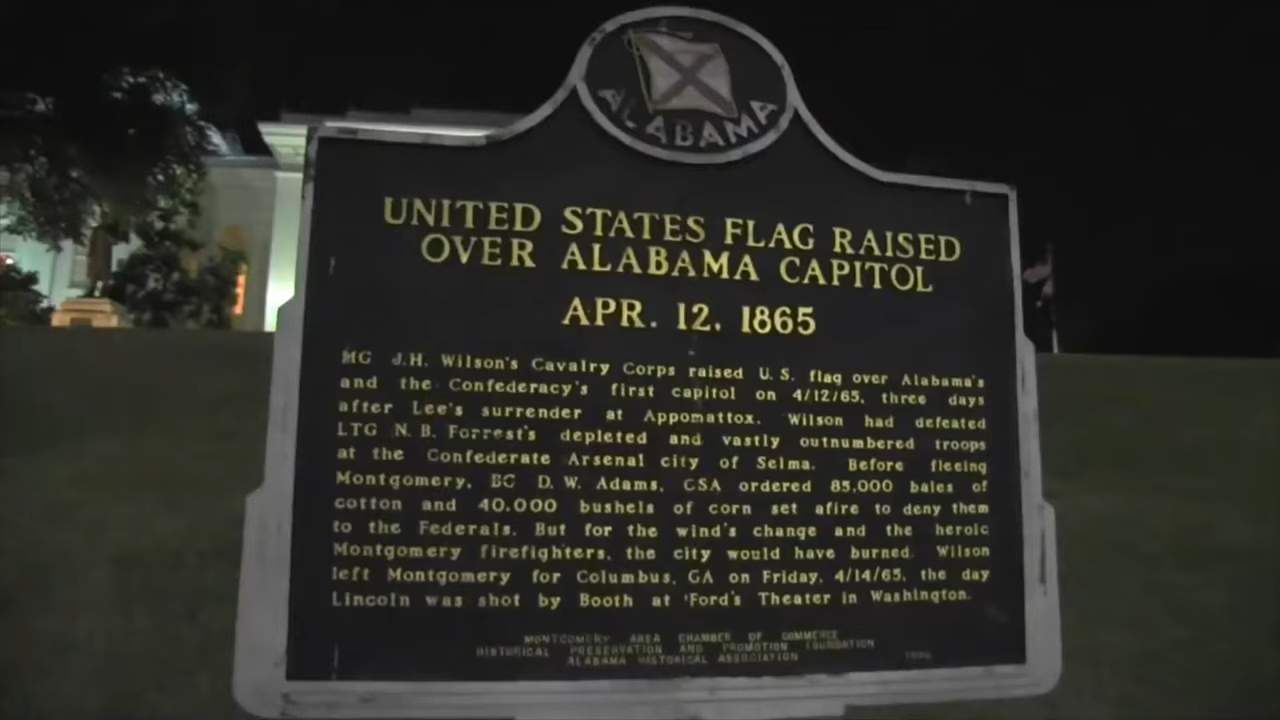 ALABAMA
UNITED STATES FLAG RAISED
OVER ALABAMA CAPITOL
APR. 12. 1865
MG J.H. Wilson's Cavalry Corps raised U.S. flag over Alabama's
and the Confederacy's first capitol on 4/12/65, three days
after Lee's surrender at Appomattox. Wilson had defeated
LTG N.B. Forrest's depleted and vastly outnumbered troops
at the Confederate Arsenal city of Selma. Before fleeing
Montgomery, BG D.W. Adams, CSA ordered 85,000 bales of
cotton and 40,000 bushels of corn set afire to deny them
to the Federals. But for the wind's change and the heroic
Montgomery firefighters, the city would have burned. Wilson
left Montgomery for Columbus, GA on Friday, 4/14/65, the day
Lincoln was shot by Booth at 'Ford's Theater in Washington.
MONTGOMERY AREA CHAMBER OF COMMERCE
HISTORICAL PRESERVATION AND PROMOTION FOUNDATION
ALABAMA HISTORICAL ASSOCIATION